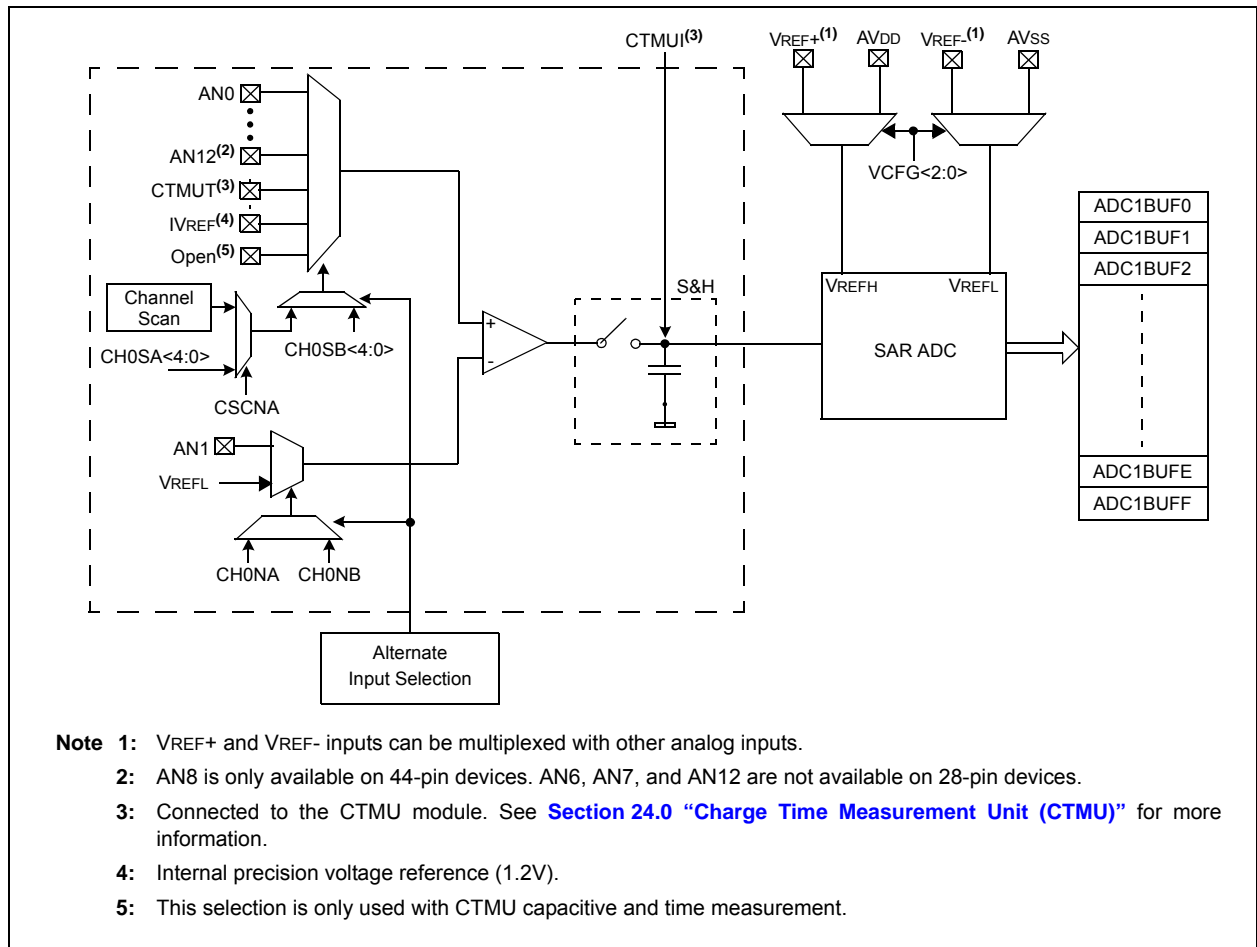 CTMUI(3)
VREF+(1) AVDD VREF-(1) AVSS
AN0
AN12(2)
CTMUT(3)
IVREF(4)
Open(5)
VCFG<2:0>
ADC1BUF0
ADC1BUF1
ADC1BUF2
S&H
VREFH VREFL
Channel
Scan
CH0SA<4:0>
CH0SB<4:0>
+
-
SAR ADC
CSCNA
AN1
VREFL
ADC1BUFE
ADC1BUFF
CH0NA CH0NB
Alternate
Input Selection
Note 1: VREF+ and VREF- inputs can be multiplexed with other analog inputs.
2: AN8 is only available on 44-pin devices. AN6, AN7, and AN12 are not available on 28-pin devices.
3: Connected to the CTMU module. See Section 24.0 “Charge Time Measurement Unit (CTMU)” for more
information.
4: Internal precision voltage reference (1.2V).
5: This selection is only used with CTMU capacitive and time measurement.